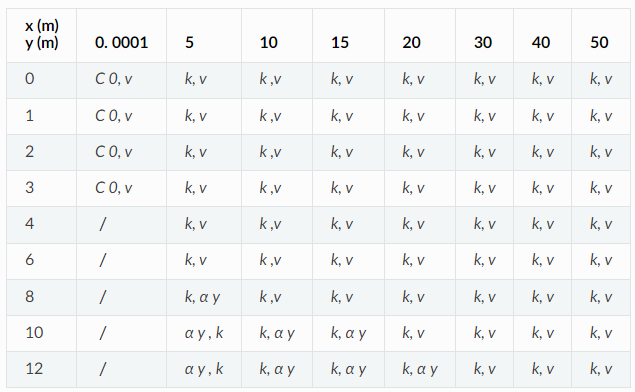 x (m)
y (m) 0. 0001 5 10 15 20 30 40 50
0 C 0, v k, v k ,v k, v k, v k, v k, v k, v
1 C 0, v k, v k ,v k, v k, v k, v k, v k, v
2 C 0, v k, v k ,v k, v k, v k, v k, v k, v
3 C 0, v k, v k ,v k, v k, v k, v k, v k, v
4 / k, v k ,v k, v k, v k, v k, v k, v
6 / k, v k ,v k, v k, v k, v k, v k, v
8 / k, α y k ,v k, v k, v k, v k, v k, v
10 / α y , k k, α y k, α y k, v k, v k, v k, v
12 / α y , k k, α y k, α y k, α y k, v k, v k, v